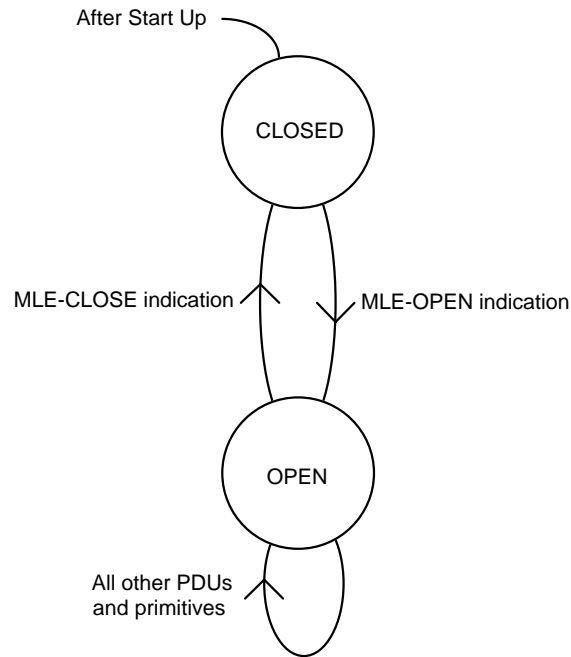 After Start Up
CLOSED
MLE-CLOSE indication
MLE-OPEN indication
OPEN
All other PDUs
and primitives